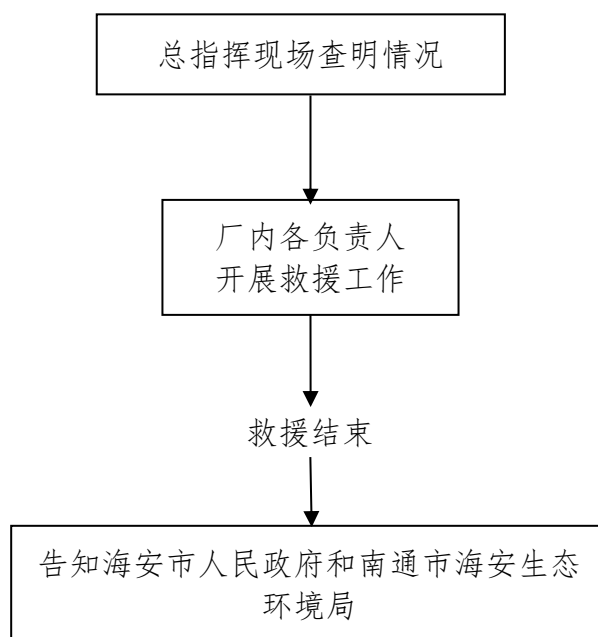 总指挥现场查明情况
厂内各负责人
开展救援工作
救援结束
告知海安市人民政府和南通市海安生态
环境局